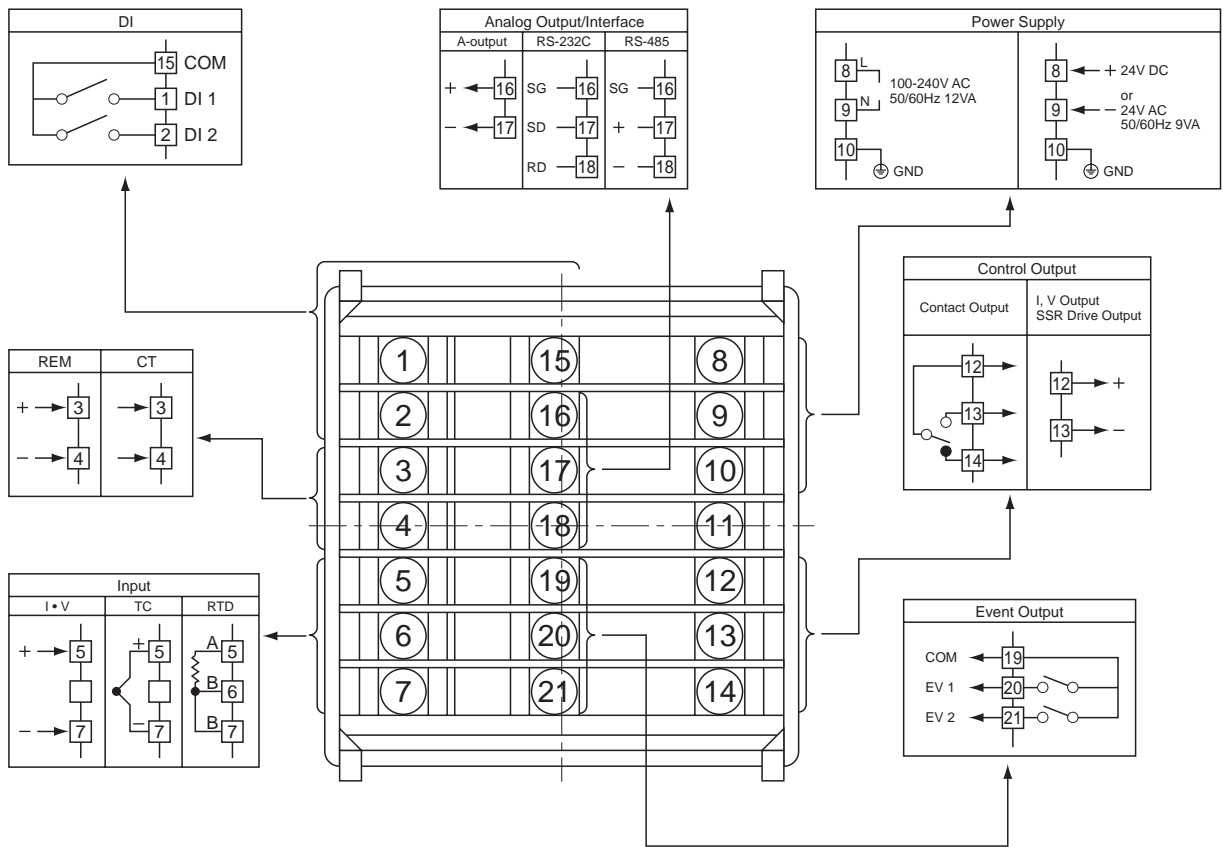 DI
15 COM
1 DI 1
2 DI 2
Analog Output/Interface
A-output RS-232C RS-485
+ 16 SG 16 SG 16
− 17 SD 17 + 17
RD 18 − 18
Power Supply
8 L
9 N
100-240V AC
50/60Hz 12VA
10
GND
8 + 24V DC
or
9 − 24V AC
50/60Hz 9VA
10
GND
REM CT
+ 3 3
− 4 4
Input
I • V TC RTD
+ 5 + 5 A 5
B 6
− 7 − 7 B 7
1 15 8
2 16 9
3 17 10
4 18 11
5 19 12
6 20 13
7 21 14
Control Output
Contact Output
I, V Output
SSR Drive Output
12
13
14
12 +
13 −
Event Output
COM 19
EV 1 20
EV 2 21